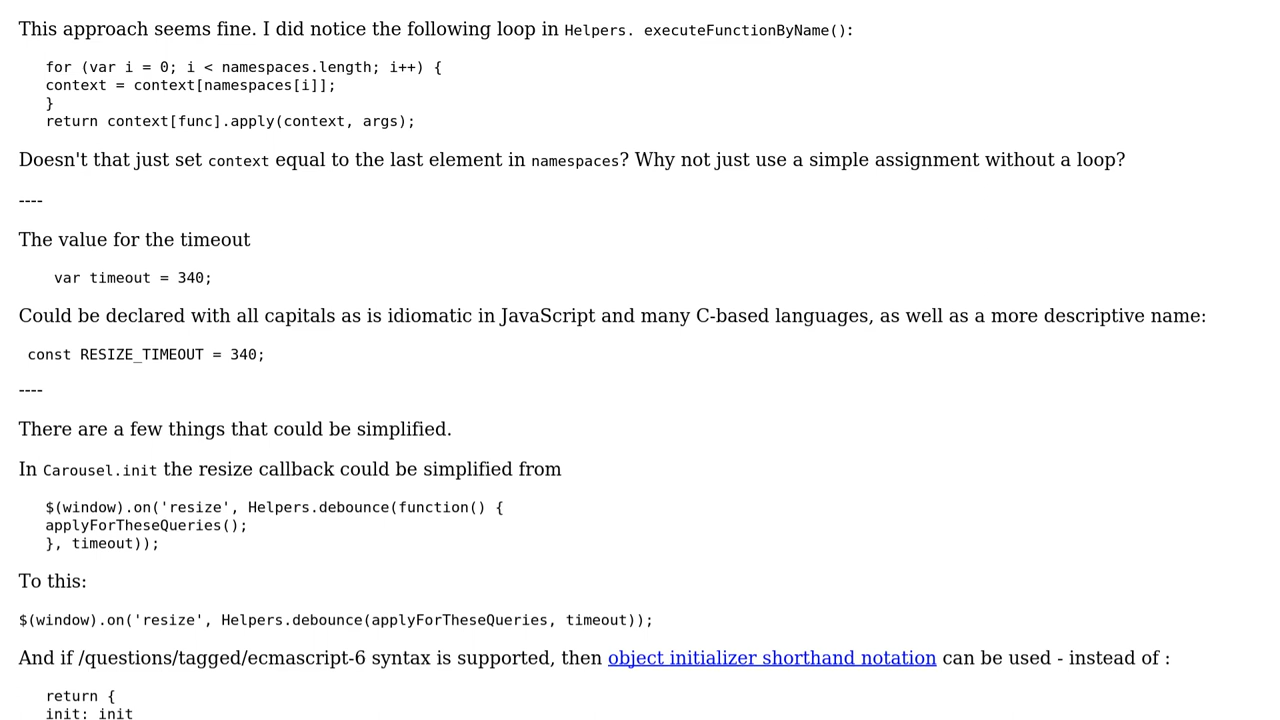 This approach seems fine. I did notice the following loop in Helpers. executeFunctionByName():
for (var i = 0; i < namespaces.length; i++) {
context = context[namespaces[i]];
}
return context[func].apply(context, args);
Doesn't that just set context equal to the last element in namespaces? Why not just use a simple assignment without a loop?
----
The value for the timeout
var timeout = 340;
Could be declared with all capitals as is idiomatic in JavaScript and many C-based languages, as well as a more descriptive name:
const RESIZE_TIMEOUT = 340;
----
There are a few things that could be simplified.
In Carousel.init the resize callback could be simplified from
$(window).on('resize', Helpers.debounce(function() {
applyForTheseQueries();
}, timeout));
To this:
$(window).on('resize', Helpers.debounce(applyForTheseQueries, timeout));
And if /questions/tagged/ecmascript-6 syntax is supported, then object initializer shorthand notation can be used - instead of :
return {
init: init